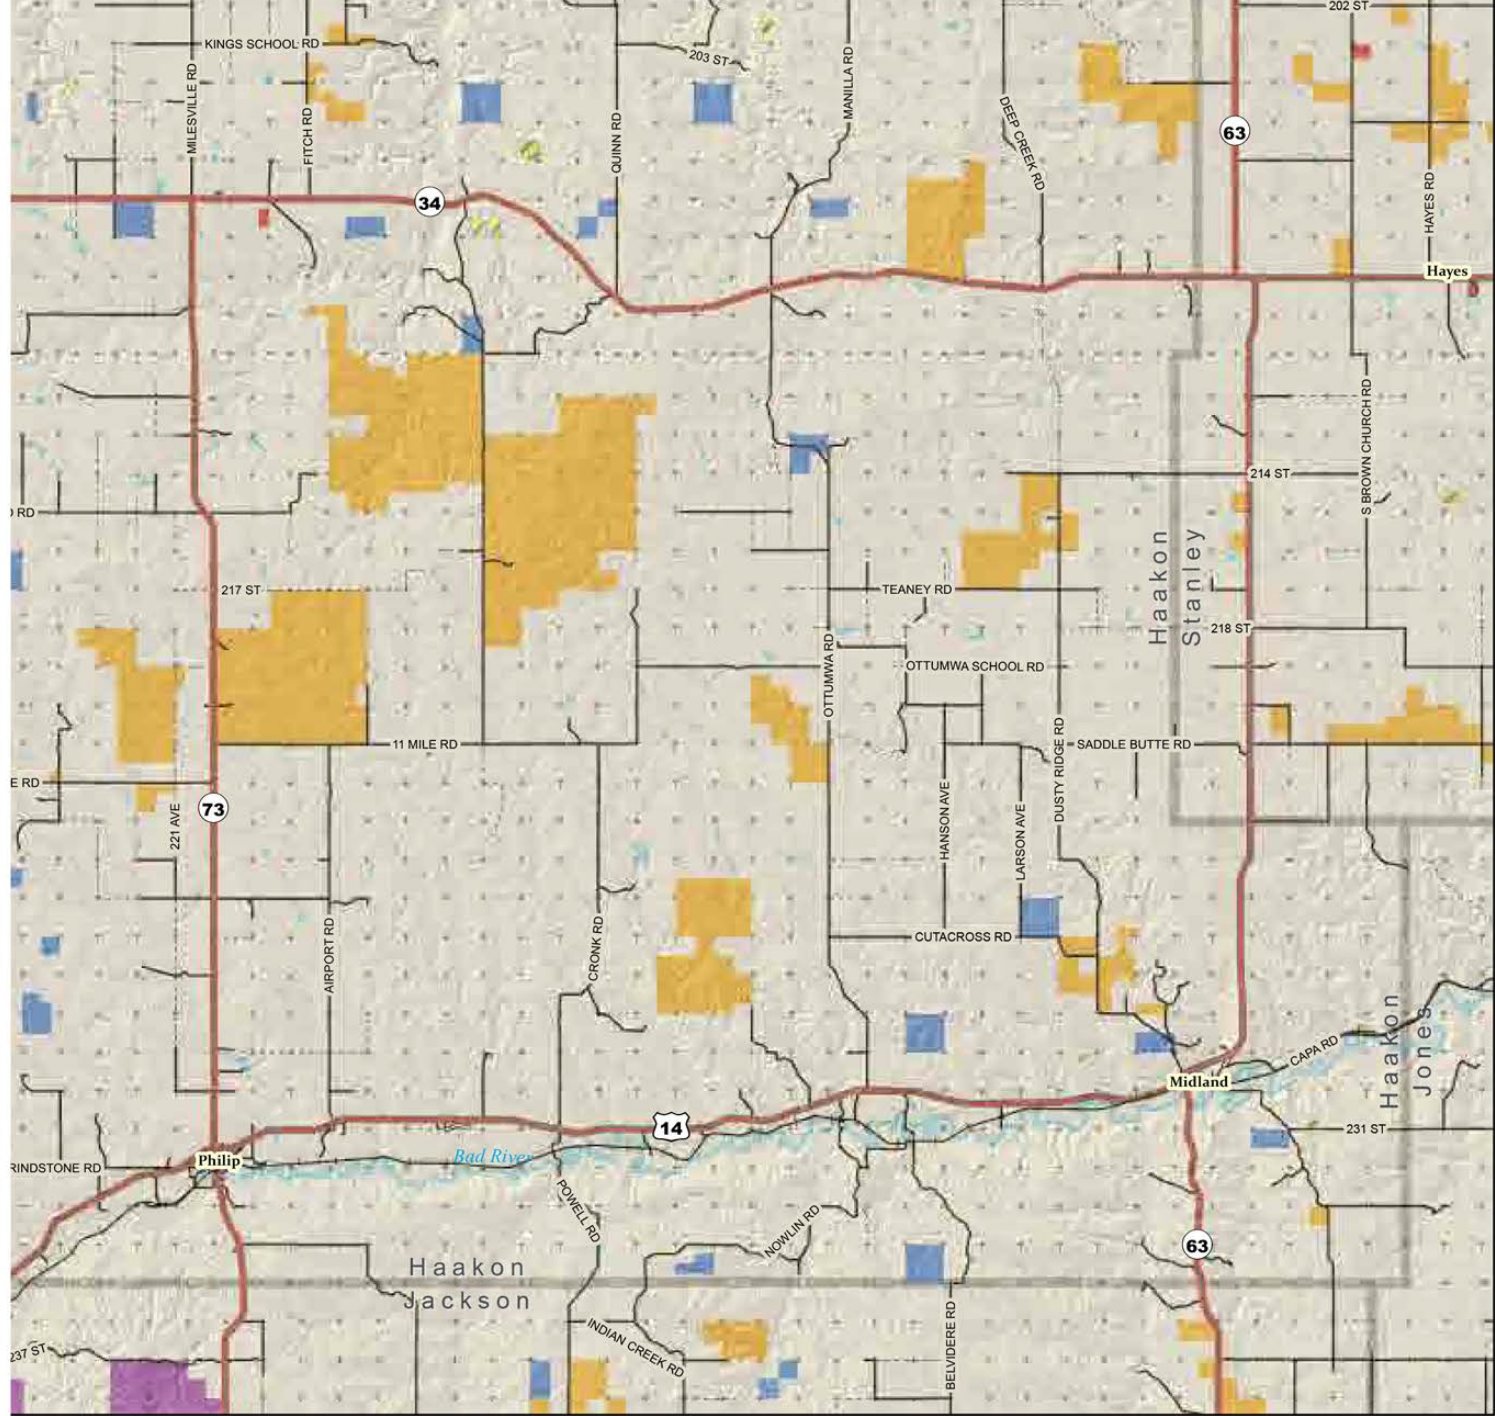 202 ST
KINGS SCHOOL RD
203 ST
MILESVILLE RD
FITCH RD
QUINN RD
MANILLA RD
DEEP CREEK RD
63
HAYES RD
34
Hayes
S BROWN CHURCH RD
214 ST
RD
Haakon
Stanley
217 ST
TEANEY RD
218 ST
OTTUMWA RD
OTTUMWA SCHOOL RD
11 MILE RD
DUSTY RIDGE RD
SADDLE BUTTE RD
E RD
73
221 AVE
HANSON AVE
LARSON AVE
AIRPORT RD
CRONK RD
CUTACROSS RD
Haakon
Jones
CAPA RD
Midland
14
231 ST
Bad River
RINDSTONE RD
Philip
POWELL RD
NOWLIN RD
63
Haakon
Jackson
INDIAN CREEK RD
BELVIDERE RD
237 ST